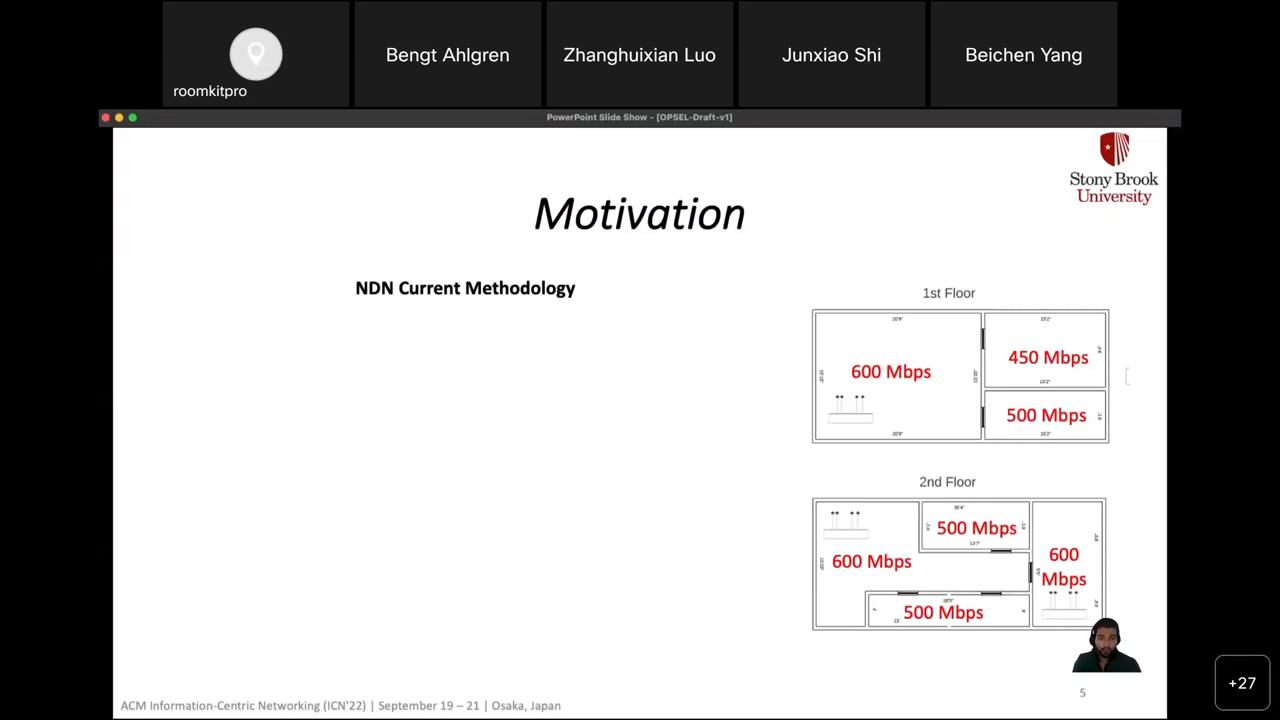 roomkitpro
Bengt Ahlgren
Zhanghuixian Luo
Junxiao Shi
Beichen Yang
PowerPoint Slide Show - [OPSEL-Draft-v1]
Stony Brook
University
Motivation
NDN Current Methodology
1st Floor
600 Mbps
450 Mbps
500 Mbps
2nd Floor
600 Mbps
500 Mbps
600
Mbps
500 Mbps
ACM Information-Centric Networking (ICN'22) | September 19 – 21 | Osaka, Japan
5
+27